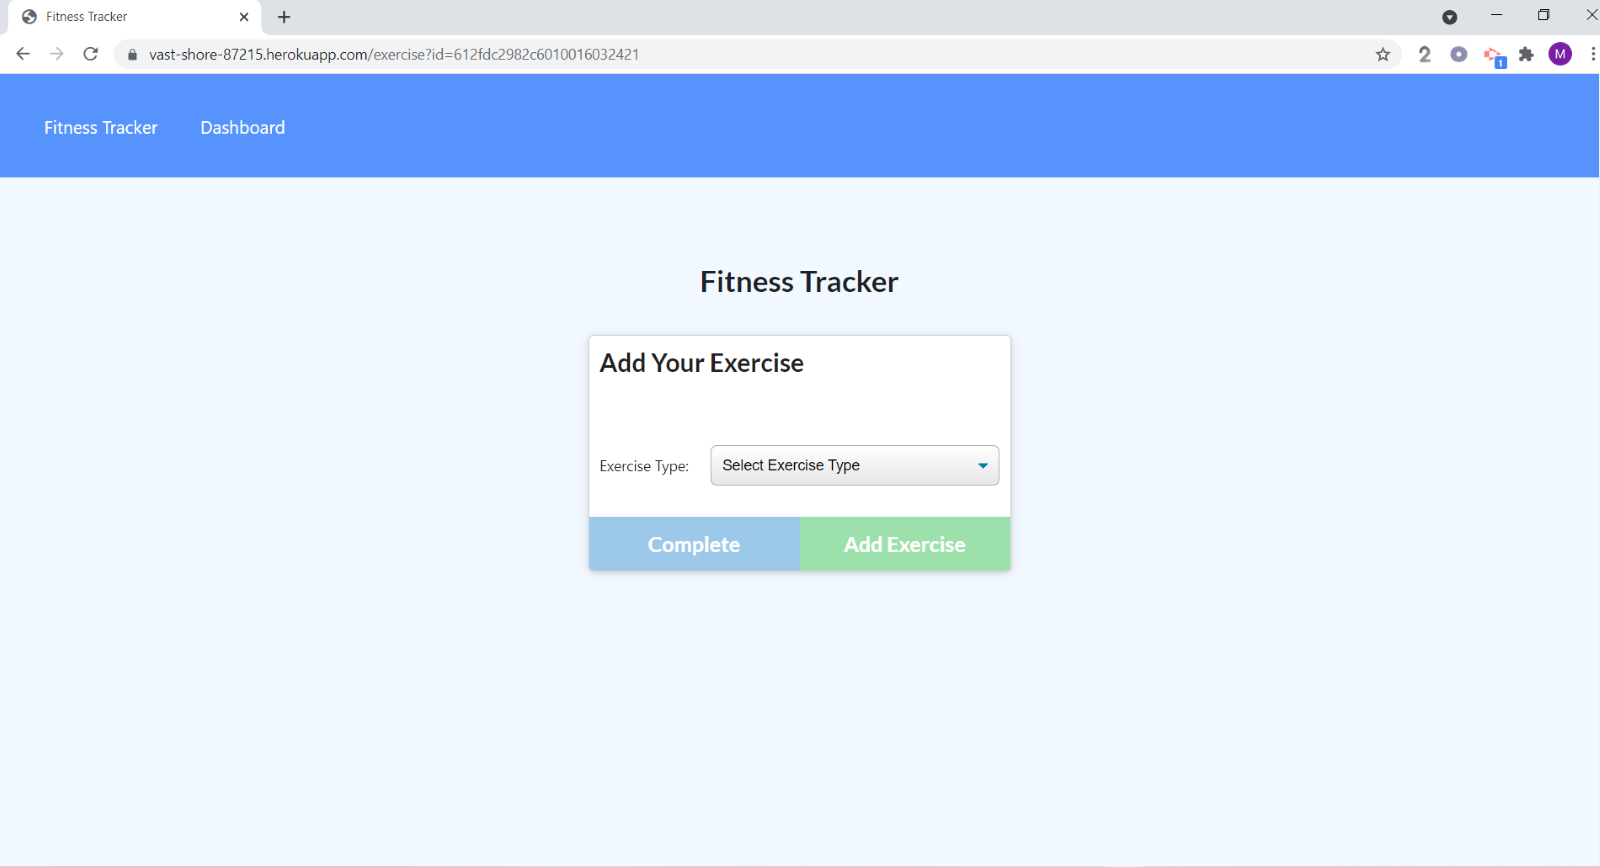 Fitness Tracker
vast-shore-87215.herokuapp.com/exercise?id=612fdc2982c6010016032421
2
1
M
Fitness Tracker Dashboard
Fitness Tracker
Add Your Exercise
Exercise Type: Select Exercise Type
Complete Add Exercise